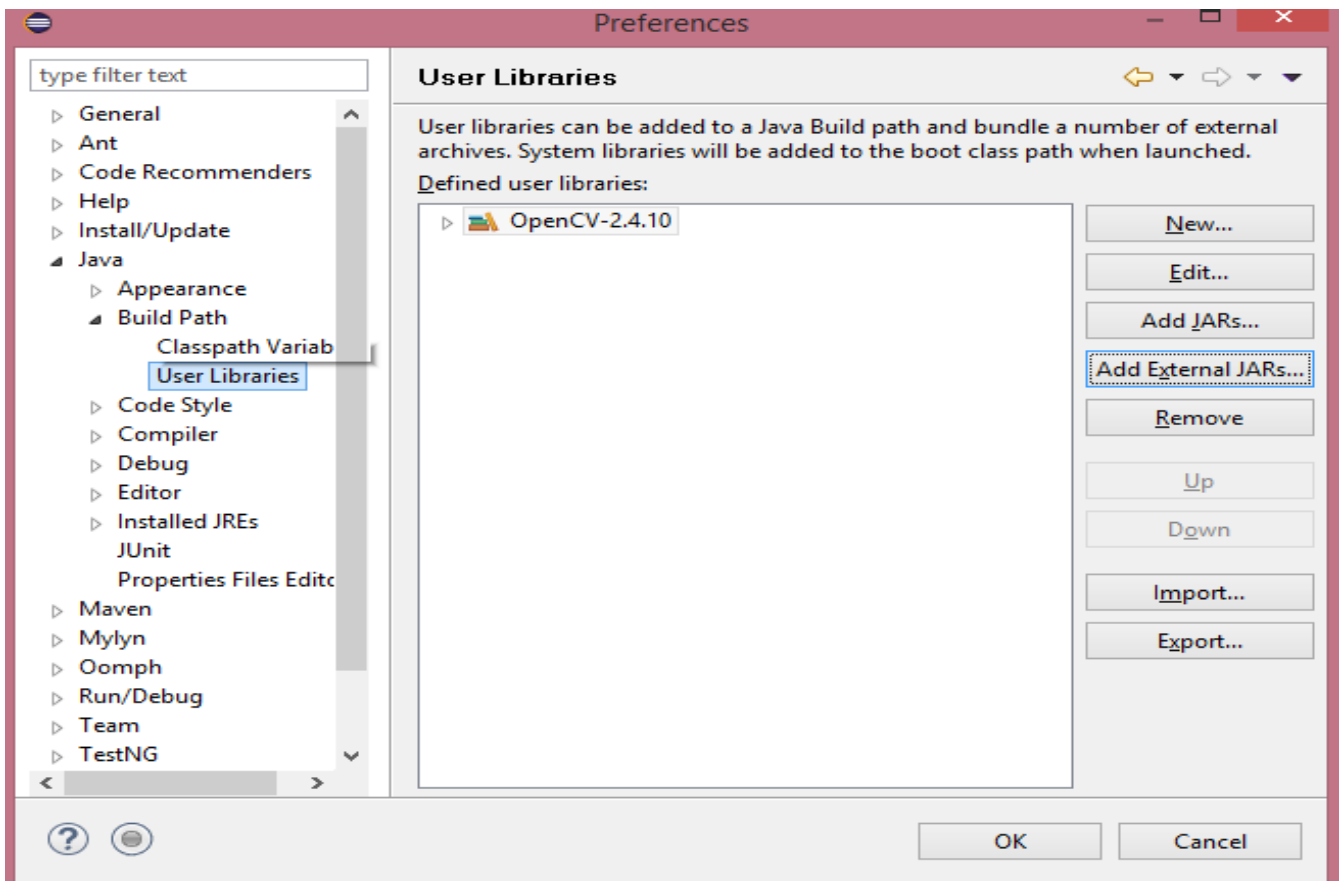 Preferences
type filter text
General
Ant
Code Recommenders
Help
Install/Update
Java
Appearance
Build Path
Classpath Variab
User Libraries
Code Style
Compiler
Debug
Editor
Installed JREs
JUnit
Properties Files Editc
Maven
Mylyn
Oomph
Run/Debug
Team
TestNG
User Libraries
User libraries can be added to a Java Build path and bundle a number of external
archives. System libraries will be added to the boot class path when launched.
Defined user libraries:
OpenCV-2.4.10
New...
Edit...
Add JARs...
Add External JARs...
Remove
Up
Down
Import...
Export...
OK
Cancel